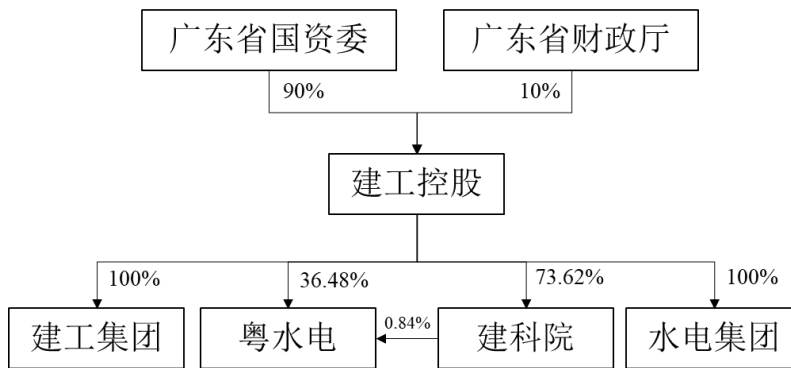 广东省国资委
广东省财政厅
90%
10%
建工控股
100%
36.48%
73.62%
100%
建工集团
粤水电
0.84%
建科院
水电集团